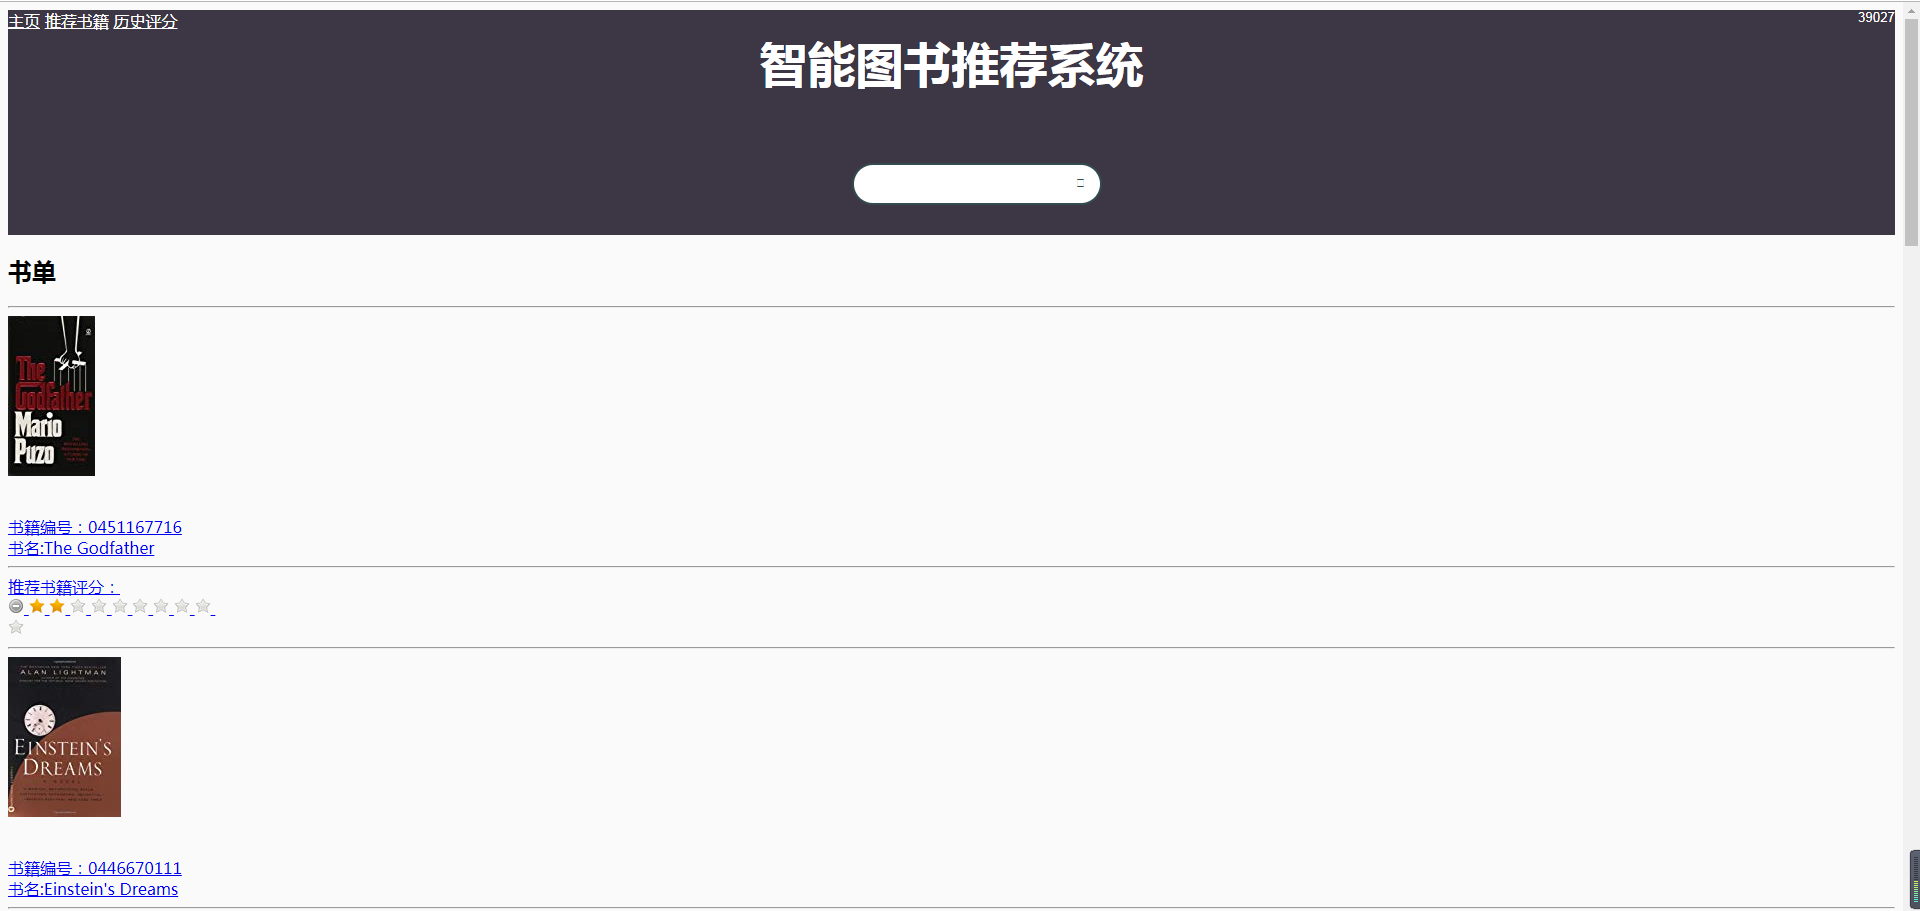 主页 推荐书籍 历史评分
39027
智能图书推荐系统
书单
The
Godfather
Mario
Puzo
书籍编号：0451167716
书名:The Godfather
推荐书籍评分：
ALAN LIGHTMAN
EINSTEIN'S
DREAMS
书籍编号：0446670111
书名:Einstein's Dreams